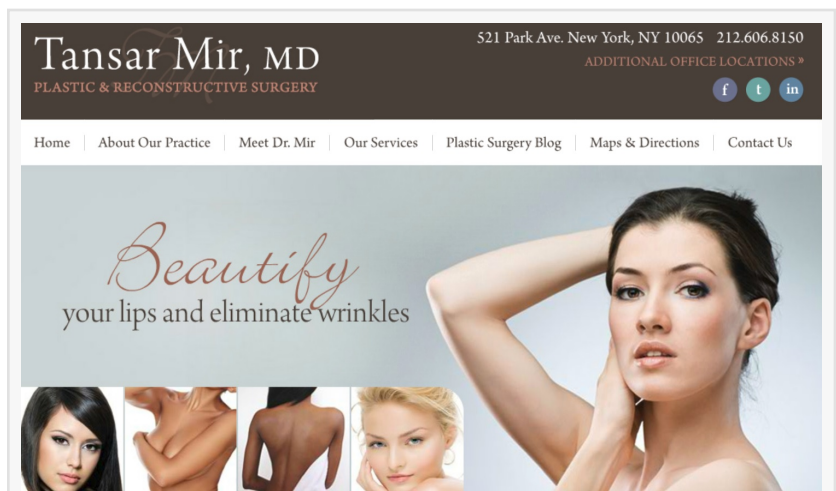 Tansar Mir, MD
PLASTIC & RECONSTRUCTIVE SURGERY
521 Park Ave. New York, NY 10065 212.606.8150
ADDITIONAL OFFICE LOCATIONS »
f t in
Home About Our Practice Meet Dr. Mir Our Services Plastic Surgery Blog Maps & Directions Contact Us
Beautify
your lips and eliminate wrinkles